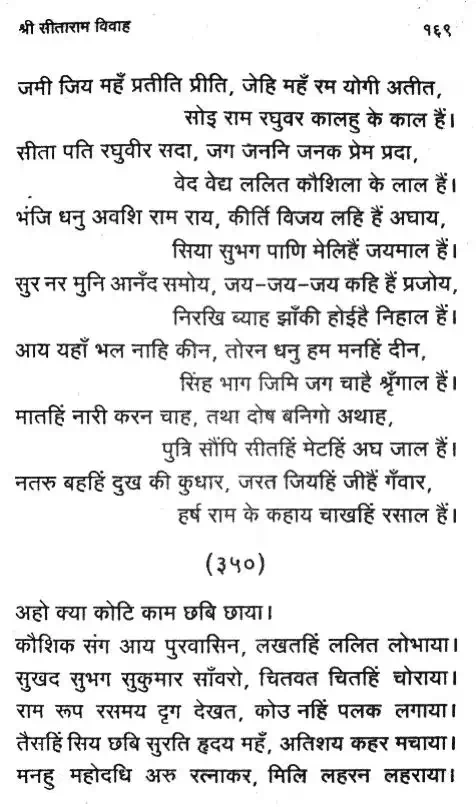 श्री सीताराम विवाह
१६९
जमी जिय महँ प्रतीति प्रीति, जेहि महँ रम योगी अतीत,
सोइ राम रघुवर कालहु के काल हैं।
सीता पति रघुवीर सदा, जग जननि जनक प्रेम प्रदा,
वेद वेद्य ललित कौशिला के लाल हैं।
भंजि धनु अवशि राम राय, कीर्ति विजय लहि हैं अघाय,
सिया सुभग पाणि मेलिहैं जयमाल हैं।
सुर नर मुनि आनँद समोय, जय-जय-जय कहि हैं प्रजोय,
निरखि ब्याह झाँकी होईहै निहाल हैं।
आय यहाँ भल नाहि कीन, तोरन धनु हम मनहिं दीन,
सिंह भाग जिमि जग चाहै श्रृँगाल हैं।
मातहिं नारी करन चाह, तथा दोष बनिगो अथाह,
पुत्रि सौंपि सीतहिं मेटहिं अघ जाल हैं।
नतरु बहहिं दुख की कुधार, जरत जियहिं जीहैं गँवार,
हर्ष राम के कहाय चाखहिं रसाल हैं।
(३५०)
अहो क्या कोटि काम छबि छाया।
कौशिक संग आय पुरवासिन, लखतहिं ललित लोभाया।
सुखद सुभग सुकुमार साँवरो, चितवत चितहिं चोराया।
राम रूप रसमय दृग देखत, कोउ नहिं पलक लगाया।
तैसहिं सिय छबि सुरति हृदय महँ, अतिशय कहर मचाया।
मनहु महोदधि अरु रत्नाकर, मिलि लहरन लहराया।